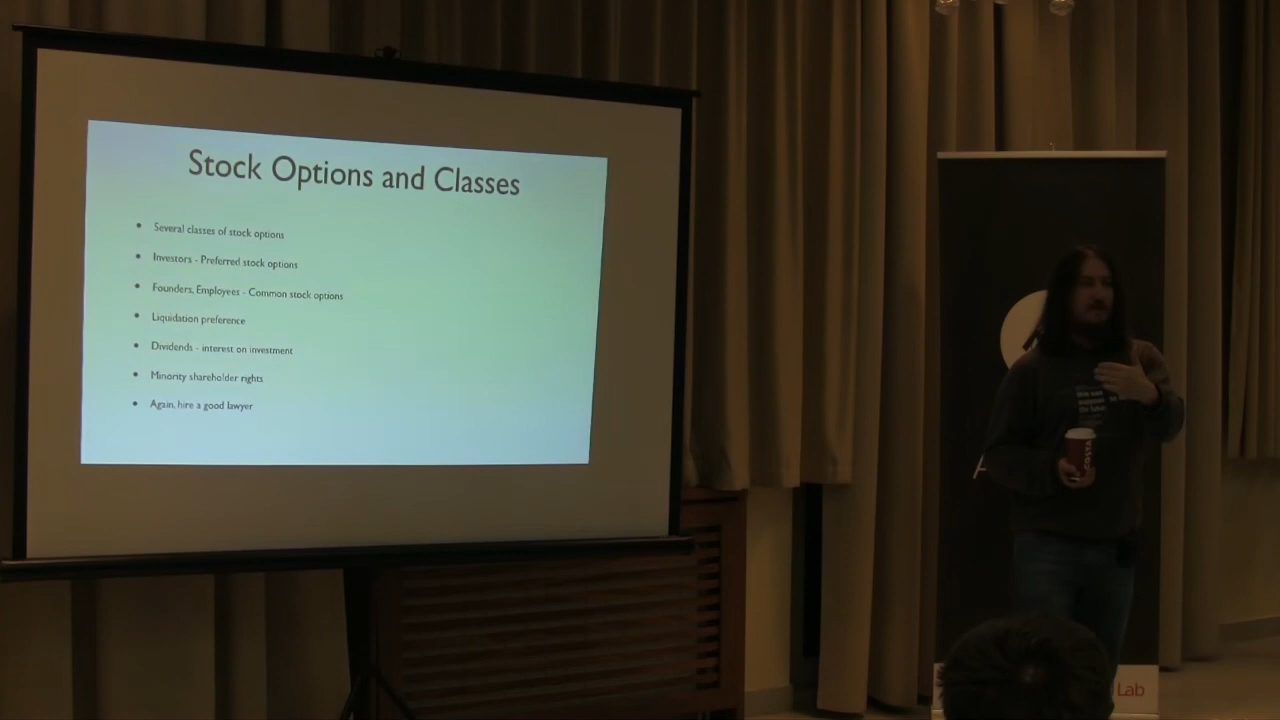 Stock Options and Classes
• Several classes of stock options
• Investors - Preferred stock options
• Founders, Employees - Common stock options
• Liquidation preference
• Dividends - interest on investment
• Minority shareholder rights
• Again, hire a good lawyer
COSTA
Lab